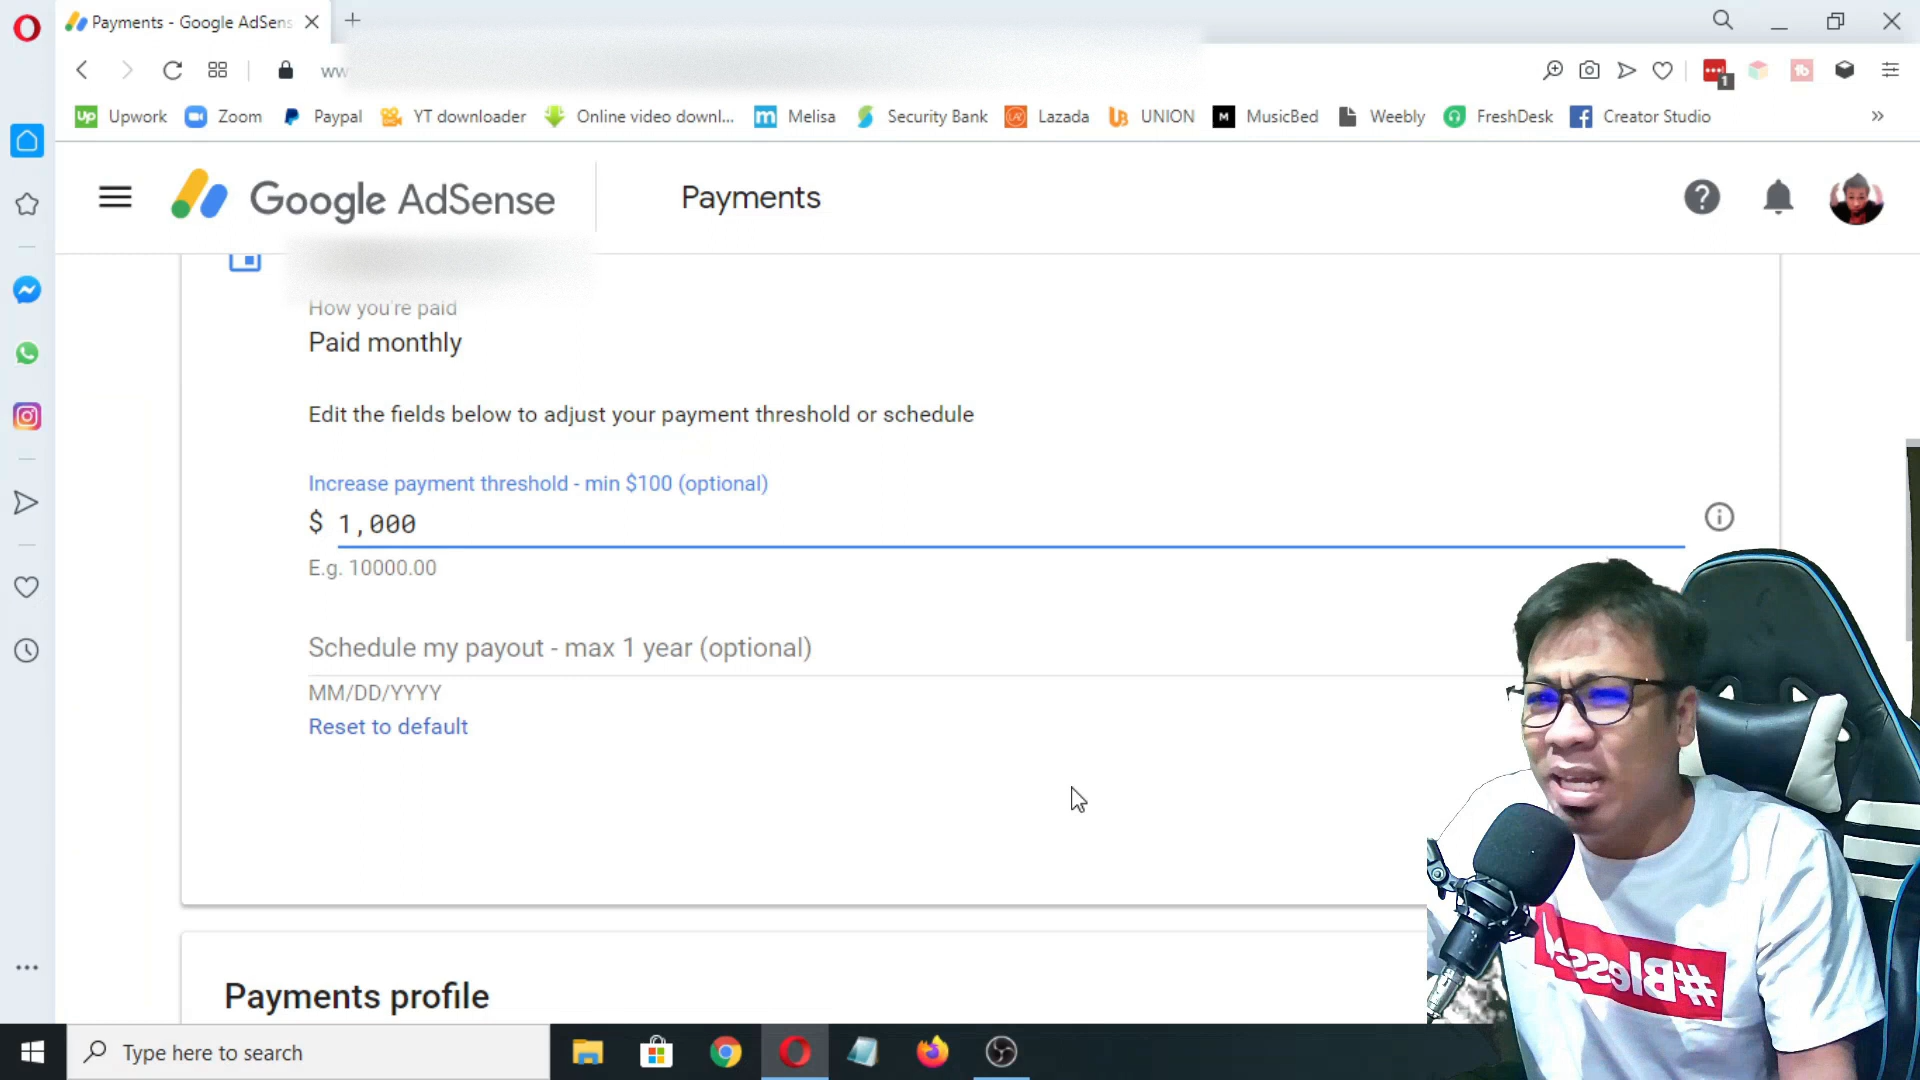 Payments - Google AdSens
ww
Upwork Zoom Paypal YT downloader Online video downl... Melisa Security Bank Lazada UNION MusicBed Weebly FreshDesk Creator Studio
Google AdSense
Payments
How you're paid
Paid monthly
Edit the fields below to adjust your payment threshold or schedule
Increase payment threshold - min $100 (optional)
$ 1,000
E.g. 10000.00
Schedule my payout - max 1 year (optional)
MM/DD/YYYY
Reset to default
Payments profile
#Bless
Type here to search